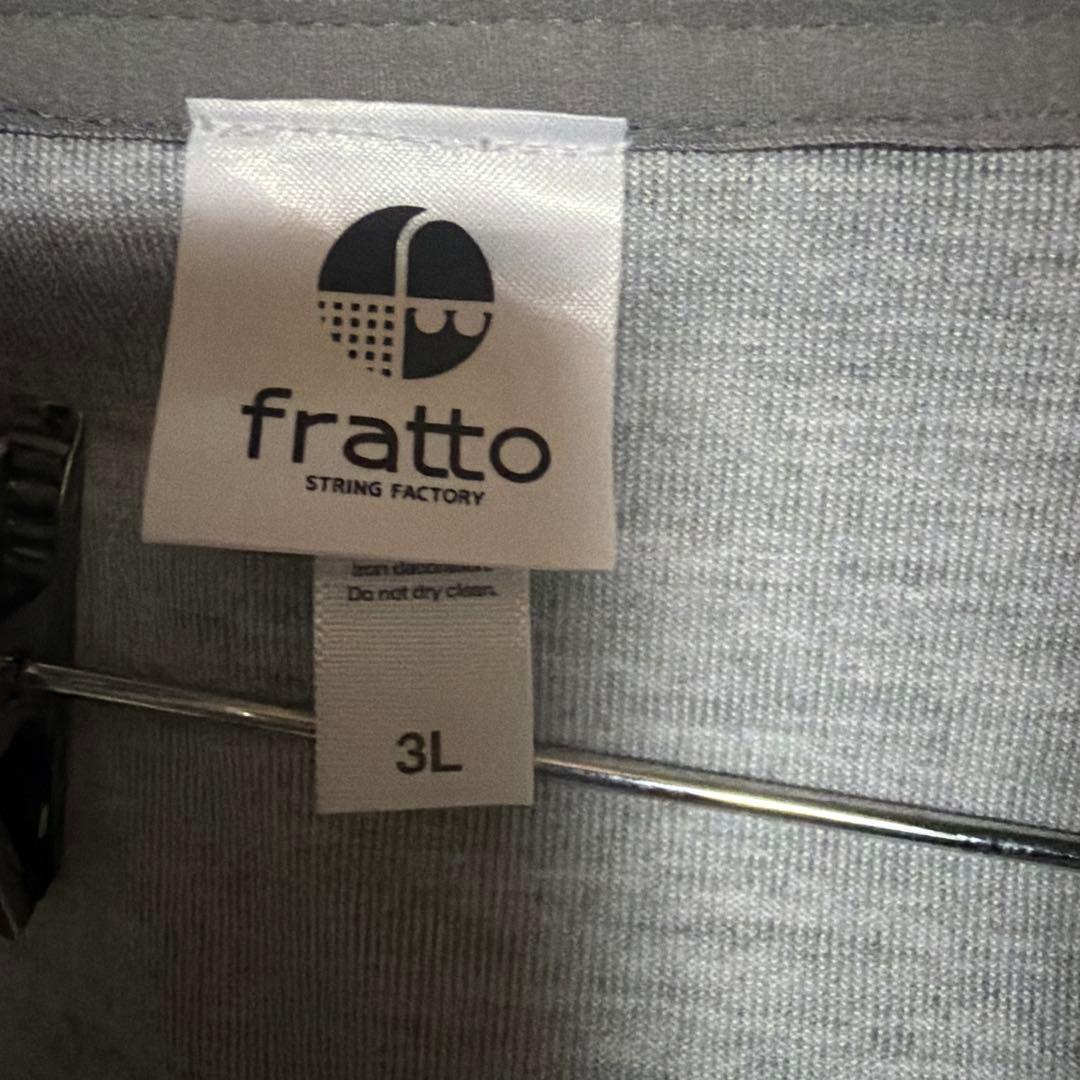 fratto
STRING FACTORY
Do not dry clean.
3L